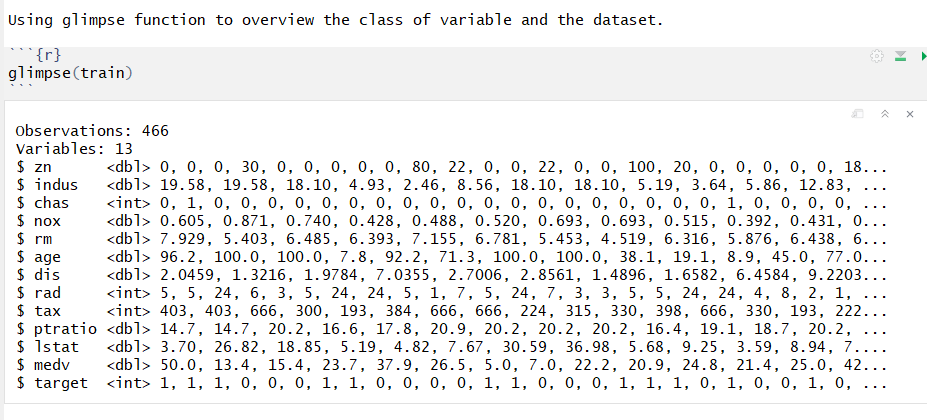 Using glimpse function to overview the class of variable and the dataset.
```{r}
glimpse(train)
```
Observations: 466
Variables: 13
$ zn      <dbl> 0, 0, 0, 30, 0, 0, 0, 0, 0, 80, 22, 0, 0, 22, 0, 0, 100, 20, 0, 0, 0, 0, 0, 18...
$ indus   <dbl> 19.58, 19.58, 18.10, 4.93, 2.46, 8.56, 18.10, 18.10, 5.19, 3.64, 5.86, 12.83, ...
$ chas    <int> 0, 1, 0, 0, 0, 0, 0, 0, 0, 0, 0, 0, 0, 0, 0, 0, 0, 0, 0, 0, 0, 1, 0, 0, 0, 0, ...
$ nox     <dbl> 0.605, 0.871, 0.740, 0.428, 0.488, 0.520, 0.693, 0.693, 0.515, 0.392, 0.431, 0...
$ rm      <dbl> 7.929, 5.403, 6.485, 6.393, 7.155, 6.781, 5.453, 4.519, 6.316, 5.876, 6.438, 6...
$ age     <dbl> 96.2, 100.0, 100.0, 7.8, 92.2, 71.3, 100.0, 100.0, 38.1, 19.1, 8.9, 45.0, 77.0...
$ dis     <dbl> 2.0459, 1.3216, 1.9784, 7.0355, 2.7006, 2.8561, 1.4896, 1.6582, 6.4584, 9.2203...
$ rad     <int> 5, 5, 24, 6, 3, 5, 24, 24, 5, 1, 7, 5, 24, 7, 3, 3, 5, 5, 24, 24, 4, 8, 2, 1, ...
$ tax     <int> 403, 403, 666, 300, 193, 384, 666, 666, 224, 315, 330, 398, 666, 330, 193, 222...
$ ptratio <dbl> 14.7, 14.7, 20.2, 16.6, 17.8, 20.9, 20.2, 20.2, 20.2, 16.4, 19.1, 18.7, 20.2, ...
$ lstat   <dbl> 3.70, 26.82, 18.85, 5.19, 4.82, 7.67, 30.59, 36.98, 5.68, 9.25, 3.59, 8.94, 7....
$ medv    <dbl> 50.0, 13.4, 15.4, 23.7, 37.9, 26.5, 5.0, 7.0, 22.2, 20.9, 24.8, 21.4, 25.0, 42...
$ target  <int> 1, 1, 1, 0, 0, 0, 1, 1, 0, 0, 0, 0, 1, 1, 0, 0, 0, 1, 1, 1, 0, 1, 0, 0, 1, 0, ...